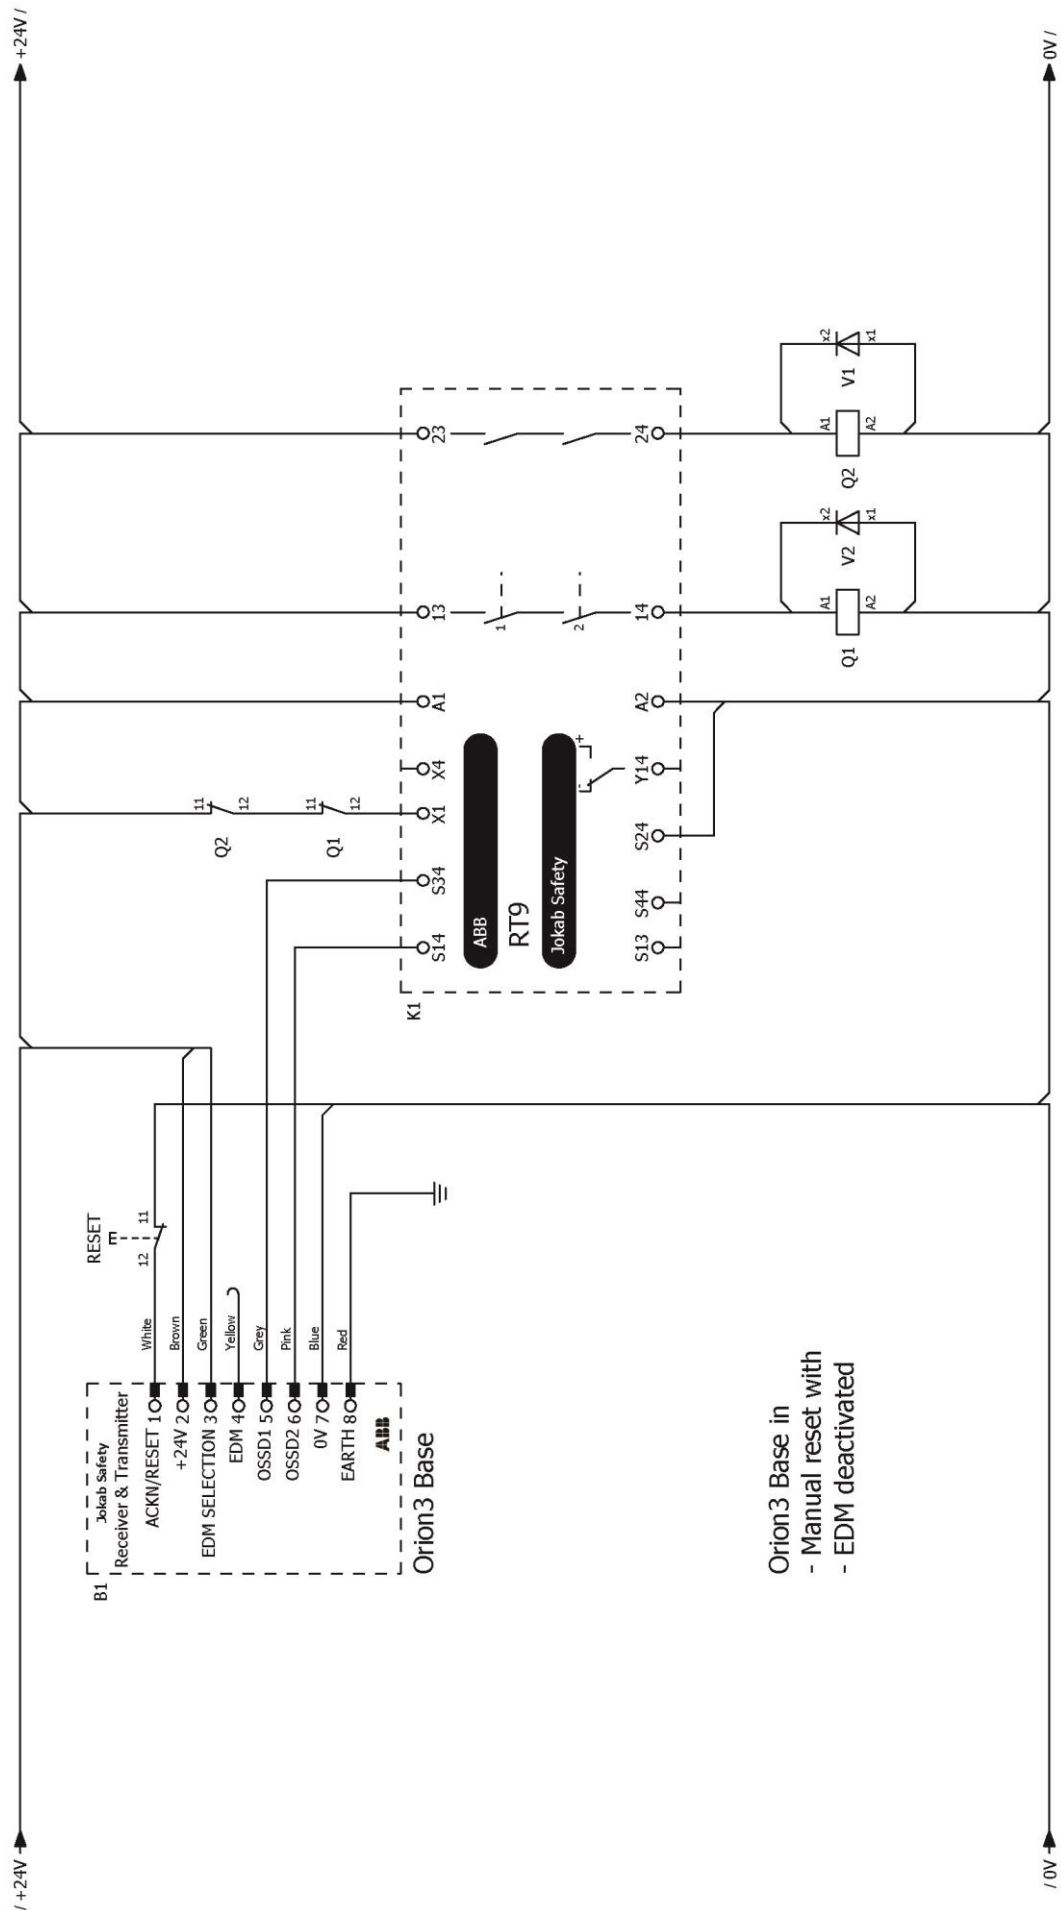 / +24V
+24V /
B1
Jokab Safety
Receiver & Transmitter
ACKN/RESET 1
+24V 2
EDM SELECTION 3
EDM 4
OSSD1 5
OSSD2 6
0V 7
EARTH 8
ABB
Orion3 Base
White
Brown
Green
Yellow
Grey
Pink
Blue
Red
RESET
E
12
11
Q2
11
12
Q1
11
12
K1
S14
S34
X1
X4
A1
13
23
ABB
RT9
Jokab Safety
1
2
-
+
S13
S44
S24
Y14
A2
14
24
Q1
A1
A2
V2
x2
x1
Q2
A1
A2
V1
x2
x1
Orion3 Base in
- Manual reset with
- EDM deactivated
/ 0V
0V /